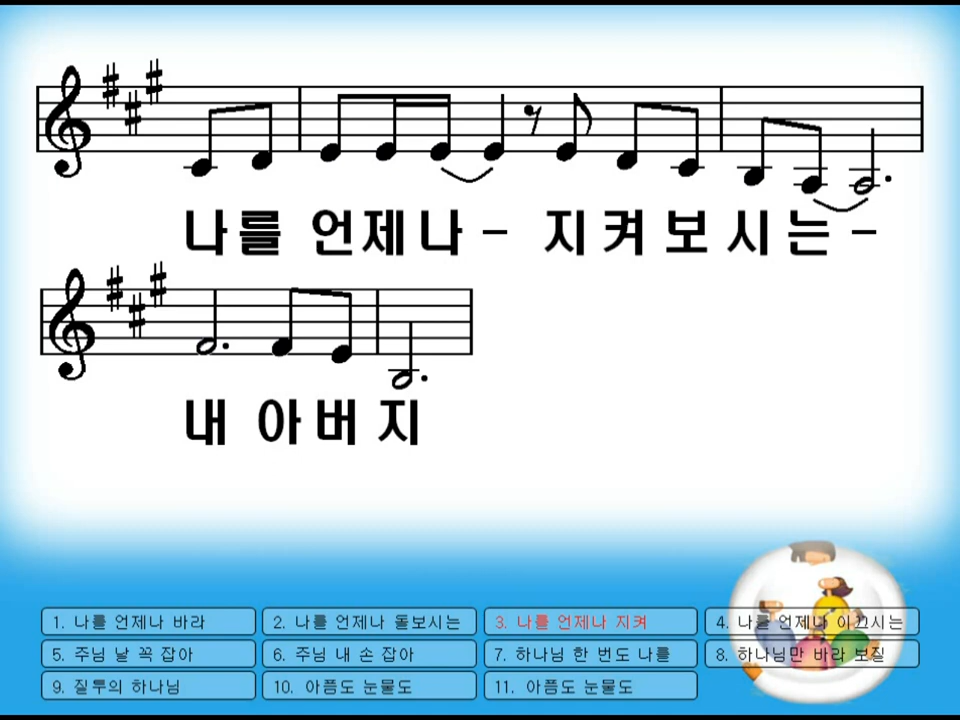 나를 언제나 - 지켜보시는 -
내 아버지
1. 나를 언제나 바라
2. 나를 언제나 돌보시는
3. 나를 언제나 지켜
4. 나를 언제나 이끄시는
5. 주님 날 꼭 잡아
6. 주님 내 손 잡아
7. 하나님 한 번도 나를
8. 하나님만 바라 보질
9. 질투의 하나님
10. 아픔도 눈물도
11. 아픔도 눈물도